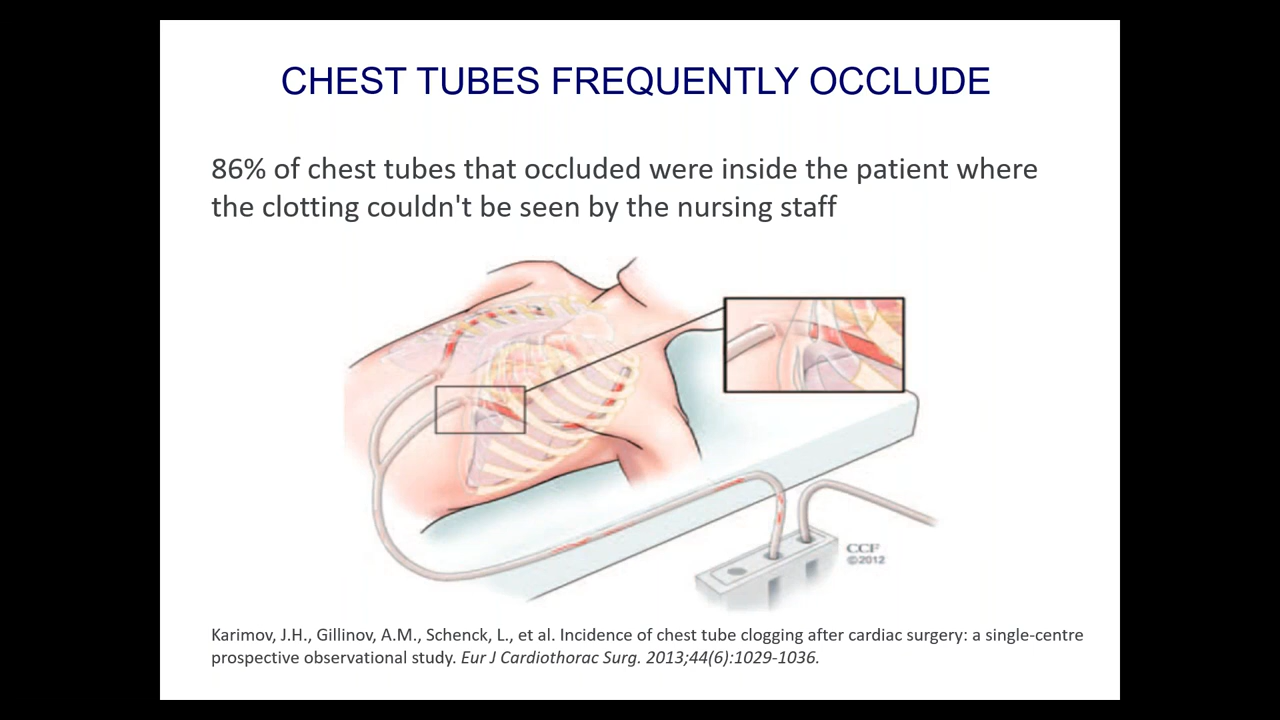 CHEST TUBES FREQUENTLY OCCLUDE
86% of chest tubes that occluded were inside the patient where
the clotting couldn't be seen by the nursing staff
CCF
©2012
Karimov, J.H., Gillinov, A.M., Schenck, L., et al. Incidence of chest tube clogging after cardiac surgery: a single-centre
prospective observational study. Eur J Cardiothorac Surg. 2013;44(6):1029-1036.